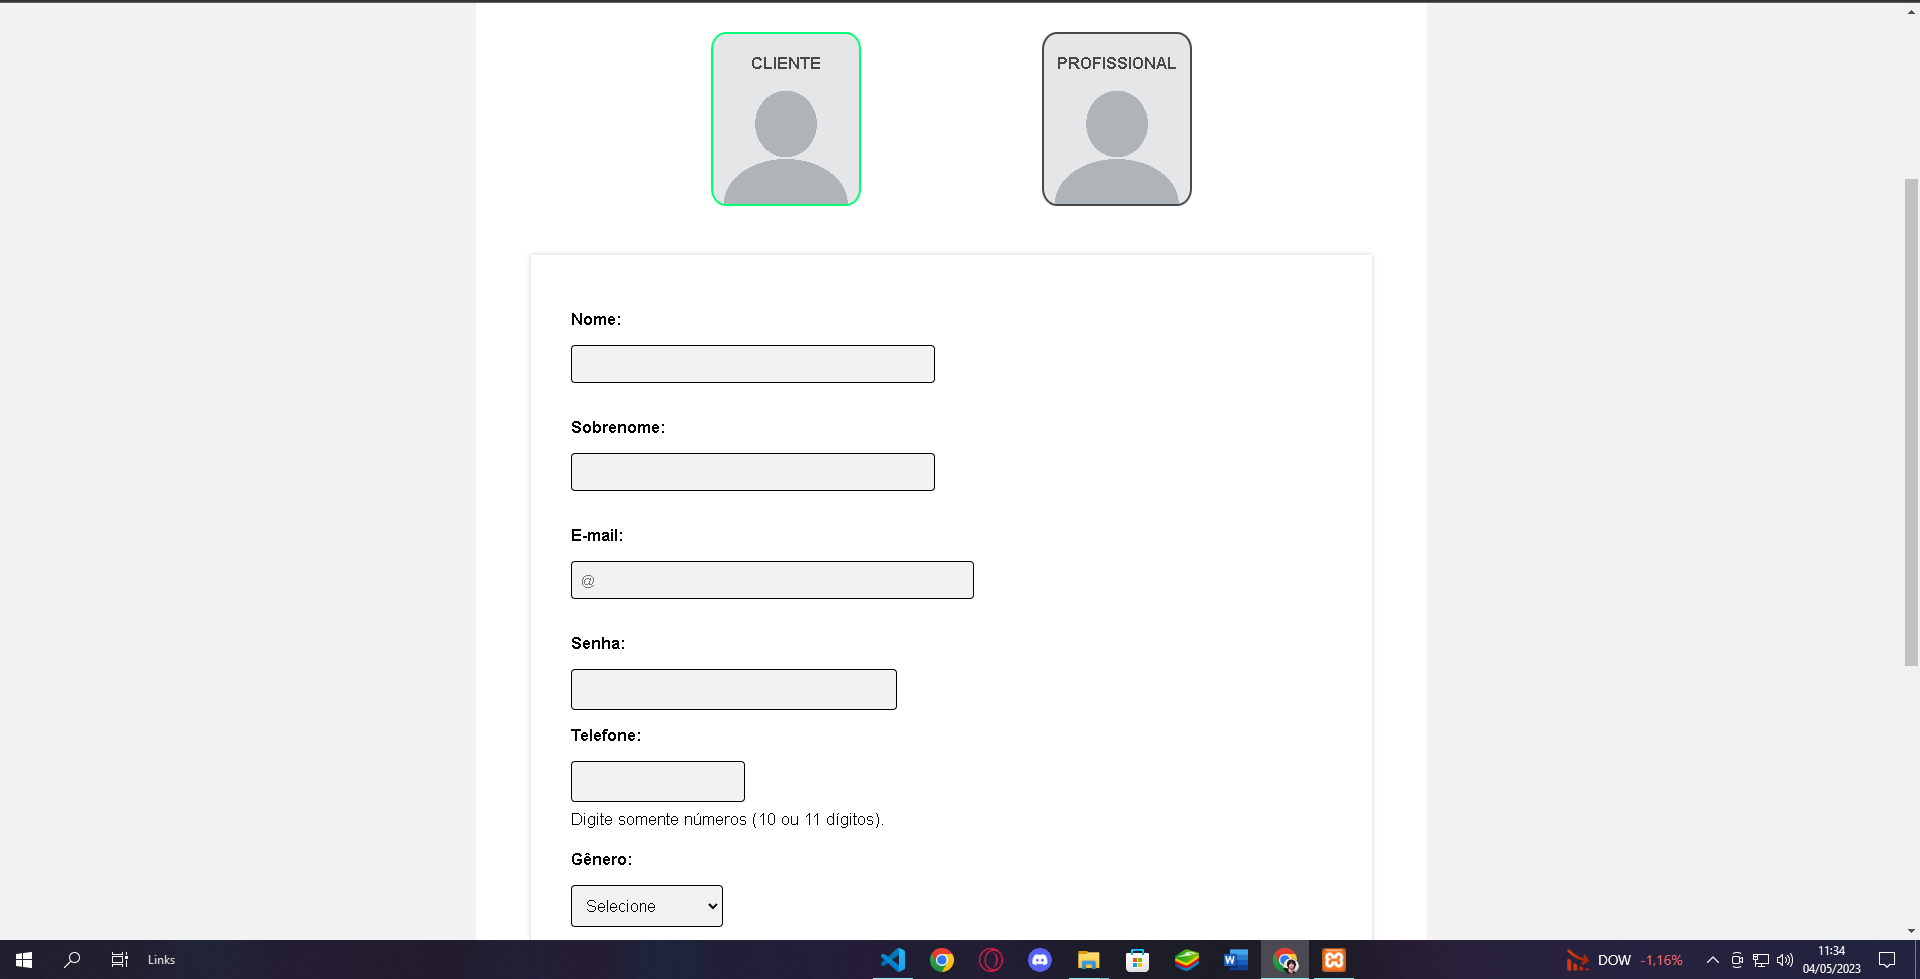 CLIENTE
PROFISSIONAL
Nome:
Sobrenome:
E-mail:
@
Senha:
Telefone:
Digite somente números (10 ou 11 dígitos).
Gênero:
Selecione
Links
W
DOW -1,16%
11:34
04/05/2023